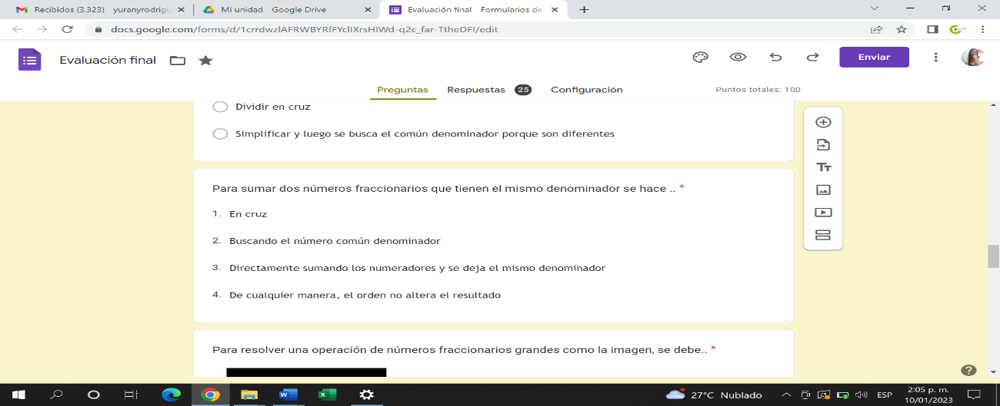 Recibidos (3.323) yuranyrodrigu
Mi unidad Google Drive
Evaluación final Formularios de
docs.google.com/forms/d/1crrdwzlAFRWBYRfFYclIXrsHIWd-q2c_far-TtheDFI/edit
Evaluación final
Enviar
Preguntas
Respuestas 25
Configuración
Puntos totales: 100
Dividir en cruz
Simplificar y luego se busca el común denominador porque son diferentes
Para sumar dos números fraccionarios que tienen el mismo denominador se hace .. *
1. En cruz
2. Buscando el número común denominador
3. Directamente sumando los numeradores y se deja el mismo denominador
4. De cualquier manera, el orden no altera el resultado
Para resolver una operación de números fraccionarios grandes como la imagen, se debe.. *
27°C Nublado
ESP
2:05 p. m.
10/01/2023